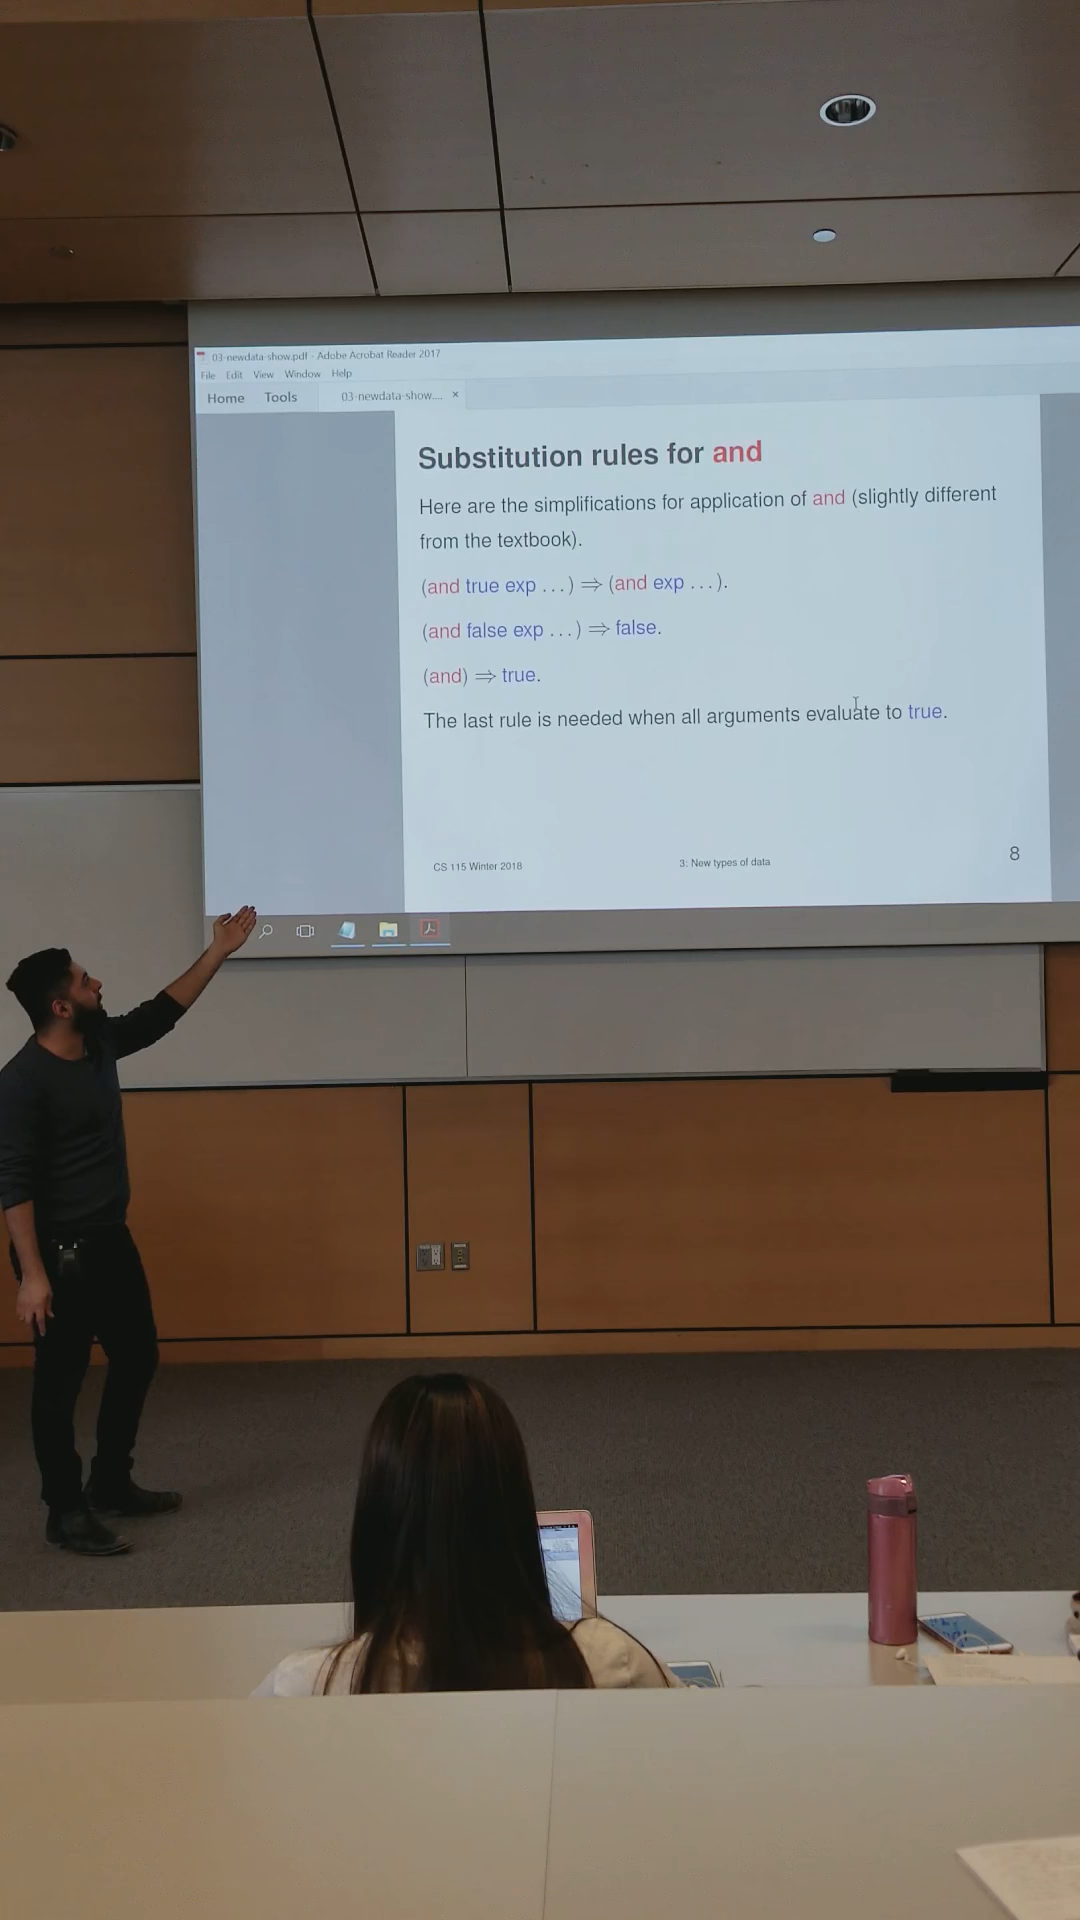 03-newdata-show.pdf - Adobe Acrobat Reader 2017
File Edit View Window Help
Home Tools 03-newdata-show.... ×
Substitution rules for and
Here are the simplifications for application of and (slightly different
from the textbook).
(and true exp ...) ⇒ (and exp ...).
(and false exp ...) ⇒ false.
(and) ⇒ true.
The last rule is needed when all arguments evaluate to true.
CS 115 Winter 2018 3: New types of data 8